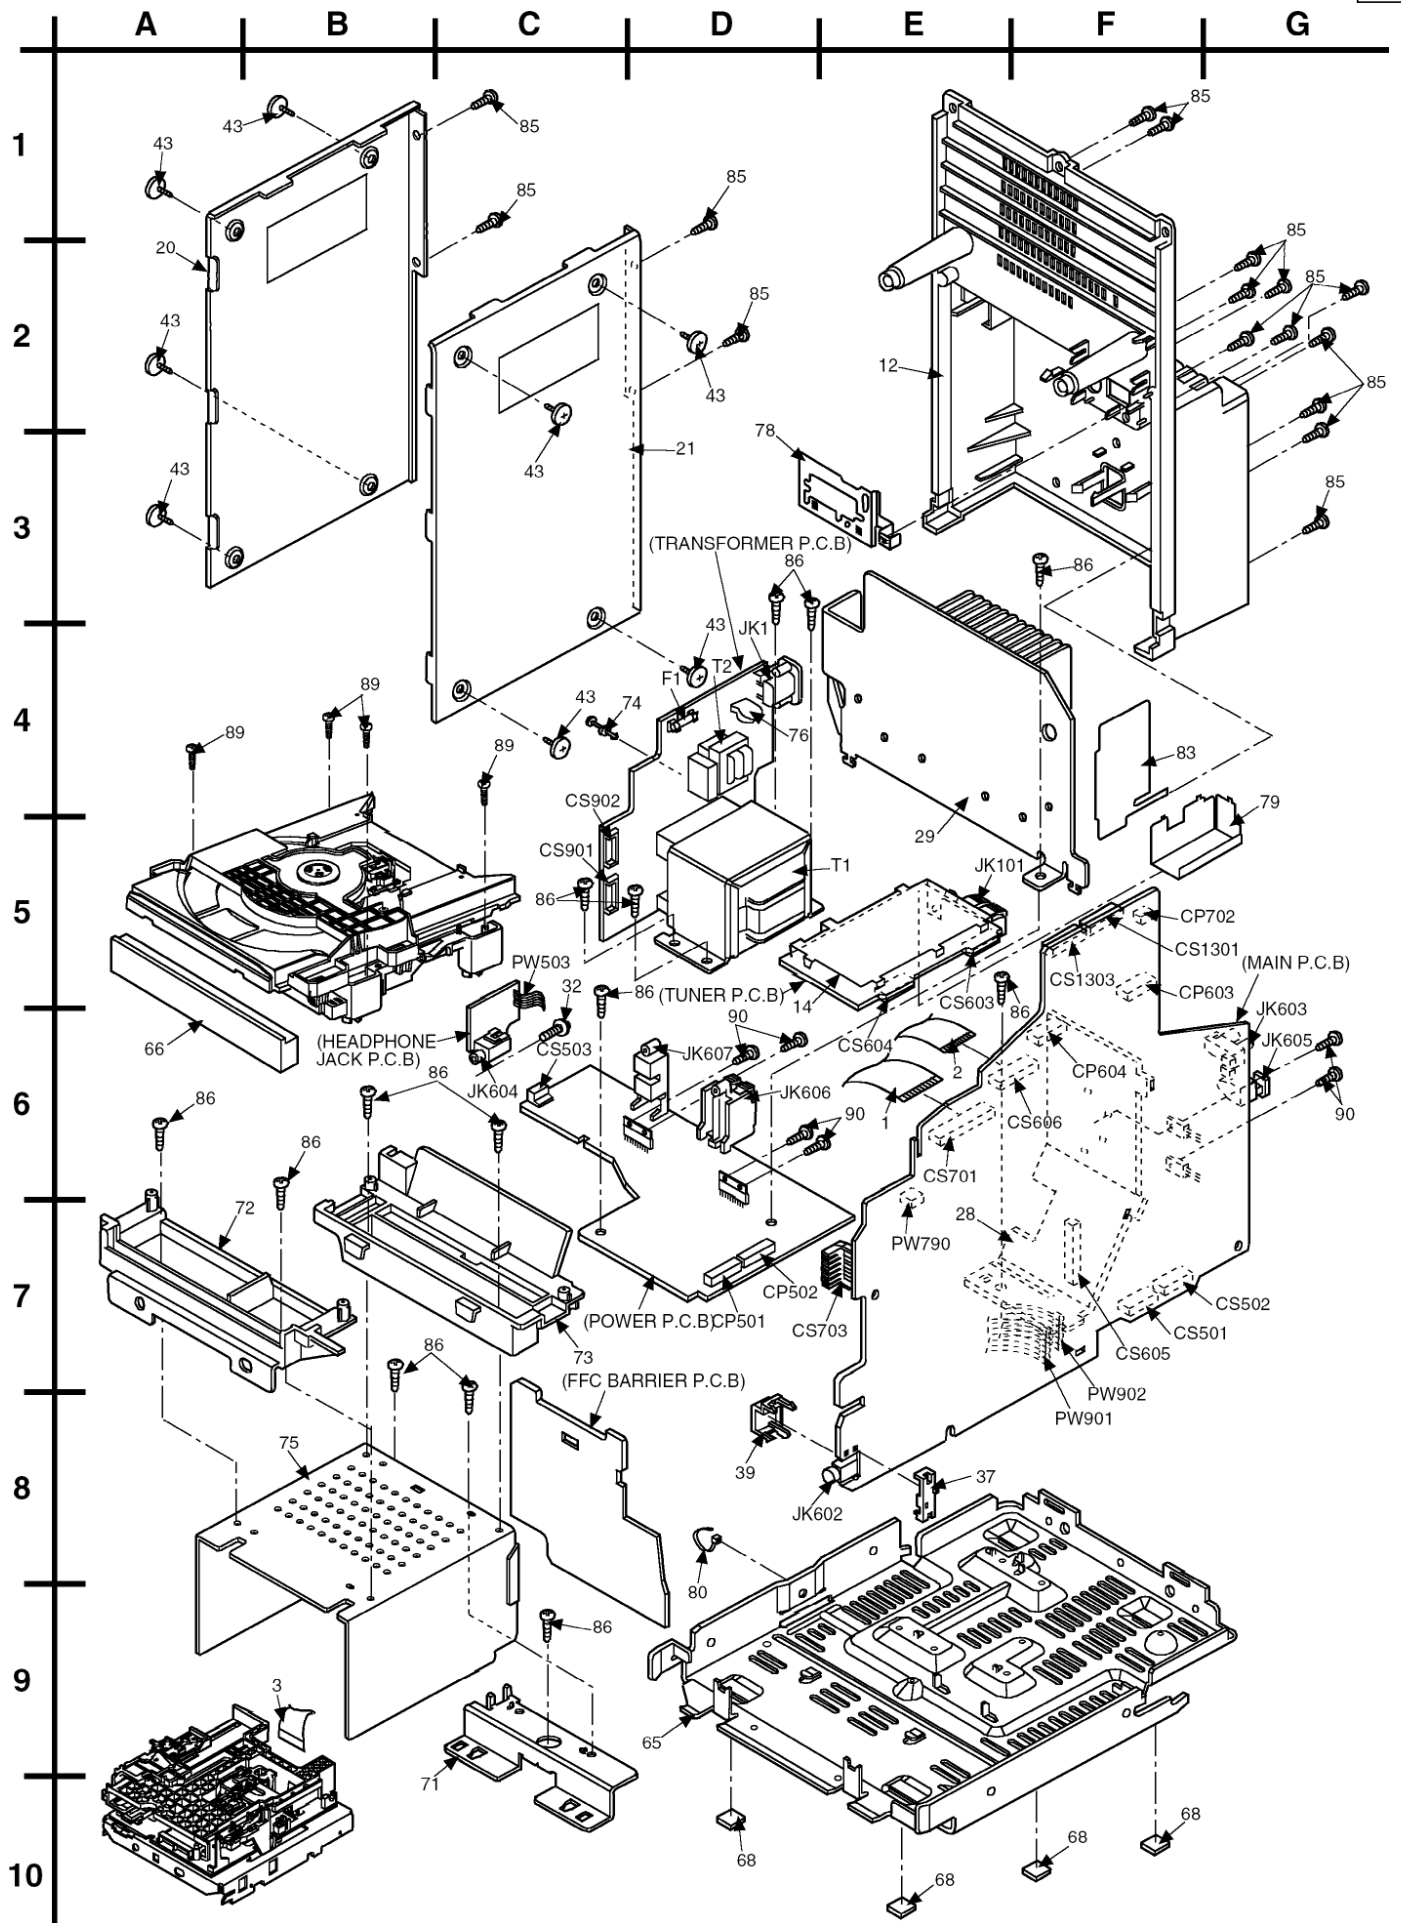 A B C D E F G
1
43
85
85
43
85
85
20
85
2
43
85
85
12
43
85
78
21
43
43
85
3
(TRANSFORMER P.C.B)
86
86
43
JK1
T2
F1
89
43
74
4
89
89
76
83
CS902
79
29
CS901
T1
JK101
5
86
CP702
CS1301
PW503
(MAIN P.C.B)
CS1303
32
86
(TUNER P.C.B)
14
CS603
86
CP603
JK603
66
(HEADPHONE
JACK P.C.B)
CS503
90
JK607
CS604
2
JK605
CP604
JK604
86
JK606
6
86
1
CS606
90
90
86
CS701
72
28
PW790
7
CP502
CS502
(POWER P.C.B)
CP501
CS703
CS501
86
73
CS605
(FFC BARRIER P.C.B)
PW902
PW901
75
39
37
8
JK602
80
86
9
3
65
71
68
68
68
10
68